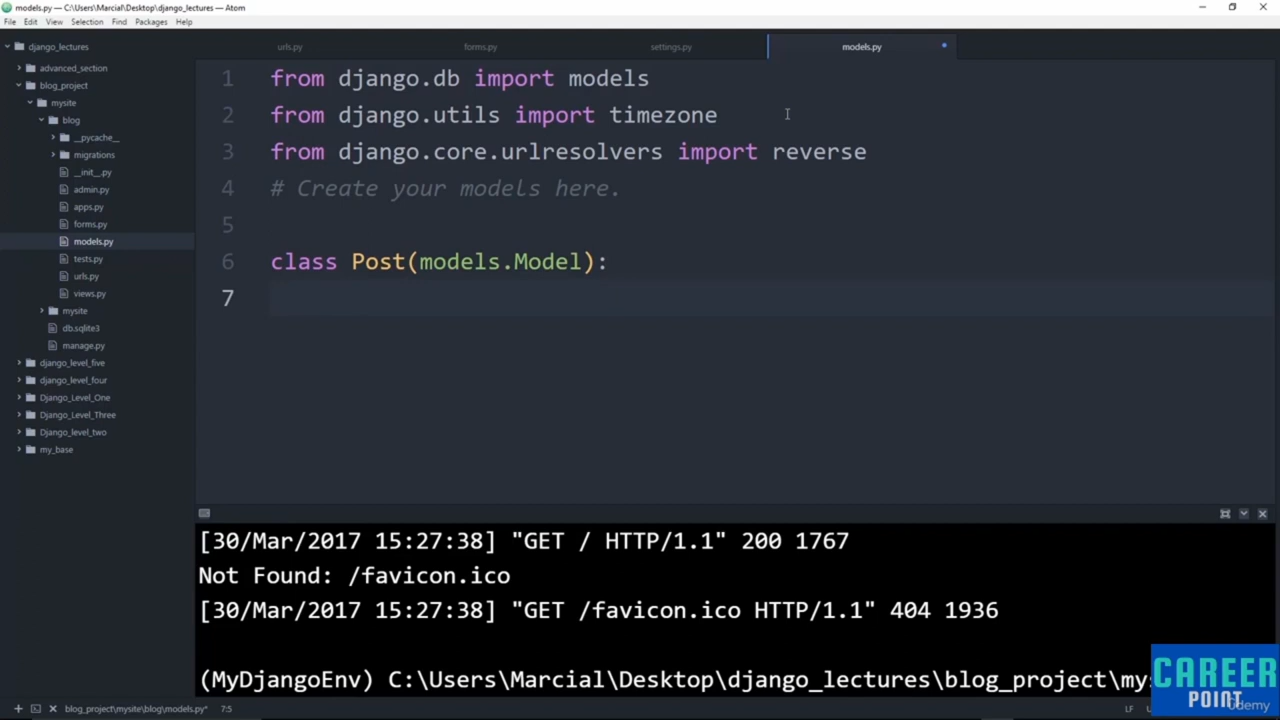 models.py — C:\Users\Marcial\Desktop\django_lectures — Atom
File Edit View Selection Find Packages Help
django_lectures
advanced_section
blog_project
mysite
blog
__pycache__
migrations
__init__.py
admin.py
apps.py
forms.py
models.py
tests.py
urls.py
views.py
mysite
db.sqlite3
manage.py
django_level_five
django_level_four
Django_Level_One
Django_Level_Three
Django_level_two
my_base
urls.py forms.py settings.py models.py
1 from django.db import models
2 from django.utils import timezone
3 from django.core.urlresolvers import reverse
4 # Create your models here.
5
6 class Post(models.Model):
7
[30/Mar/2017 15:27:38] "GET / HTTP/1.1" 200 1767
Not Found: /favicon.ico
[30/Mar/2017 15:27:38] "GET /favicon.ico HTTP/1.1" 404 1936
(MyDjangoEnv) C:\Users\Marcial\Desktop\django_lectures\blog_project\mys
blog_project\mysite\blog\models.py* 7:5 LF
CAREER
POINT
udemy